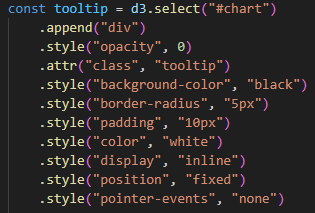 const tooltip = d3.select("#chart")
.append("div")
.style("opacity", 0)
.attr("class", "tooltip")
.style("background-color", "black")
.style("border-radius", "5px")
.style("padding", "10px")
.style("color", "white")
.style("display", "inline")
.style("position", "fixed")
.style("pointer-events", "none")